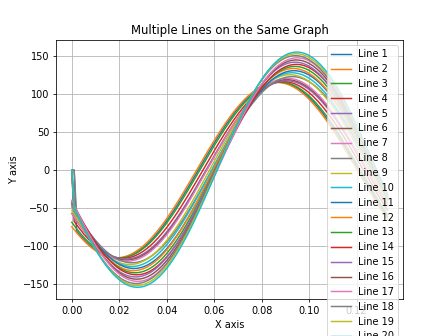 Multiple Lines on the Same Graph
150
100
50
0
−50
−100
−150
Y axis
0.00
0.02
0.04
0.06
0.08
0.10
X axis
Line 1
Line 2
Line 3
Line 4
Line 5
Line 6
Line 7
Line 8
Line 9
Line 10
Line 11
Line 12
Line 13
Line 14
Line 15
Line 16
Line 17
Line 18
Line 19
Line 20